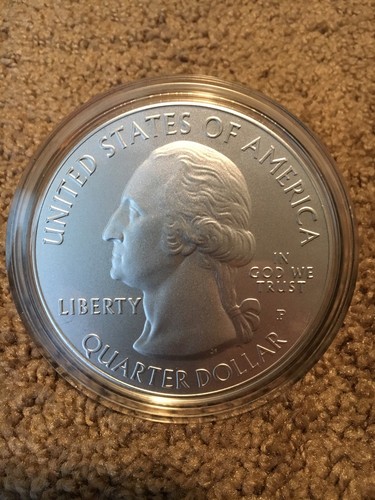 UNITED STATES OF AMERICA
IN
GOD WE
TRUST
LIBERTY
P
QUARTER DOLLAR